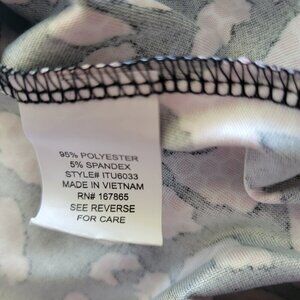 95% POLYESTER
5% SPANDEX
STYLE# ITU6033
MADE IN VIETNAM
RN# 167865
SEE REVERSE
FOR CARE